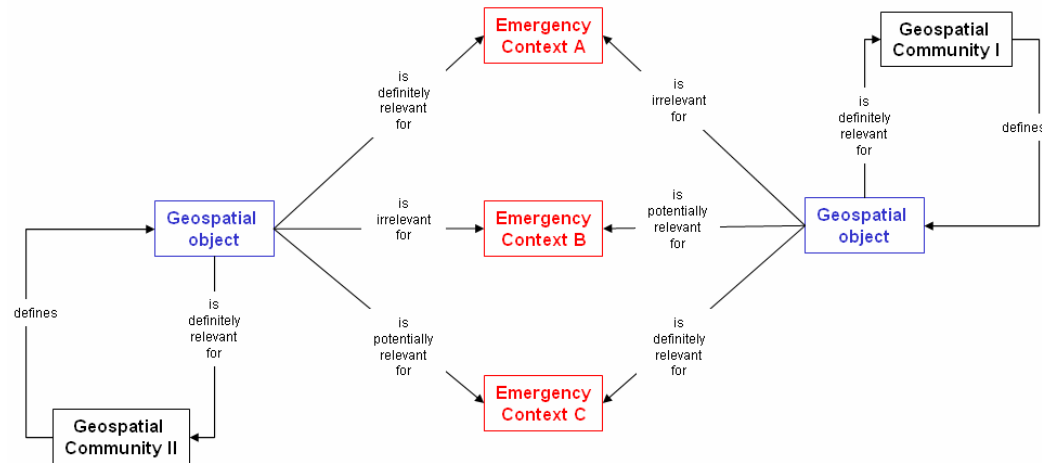 Emergency
Context A
Geospatial
Community I
is
definitely
relevant
for
is
irrelevant
for
is
definitely
relevant
for
defines
Geospatial
object
is
irrelevant
for
Emergency
Context B
is
potentially
relevant
for
Geospatial
object
defines
is
definitely
relevant
for
is
potentially
relevant
for
is
definitely
relevant
for
Emergency
Context C
Geospatial
Community II